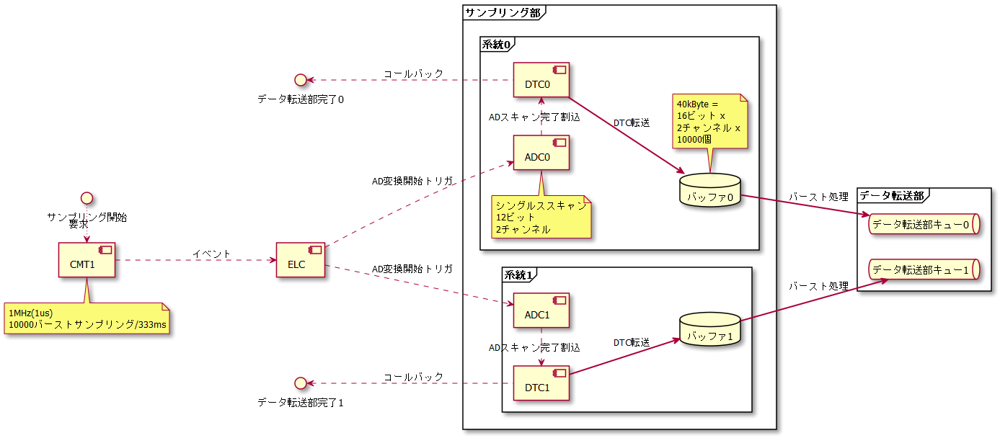 サンプリング部
系統0
コールバック
データ転送部完了0
DTC0
ADスキャン完了割込
DTC転送
40kByte =
16ビット x
2チャンネル x
10000個
ADC0
AD変換開始トリガ
シングルススキャン
12ビット
2チャンネル
バッファ0
バースト処理
データ転送部
データ転送部キュー0
データ転送部キュー1
バースト処理
サンプリング開始
要求
CMT1
イベント
ELC
1MHz(1us)
10000バーストサンプリング/333ms
AD変換開始トリガ
系統1
ADC1
ADスキャン完了割込
DTC転送
バッファ1
DTC1
コールバック
データ転送部完了1